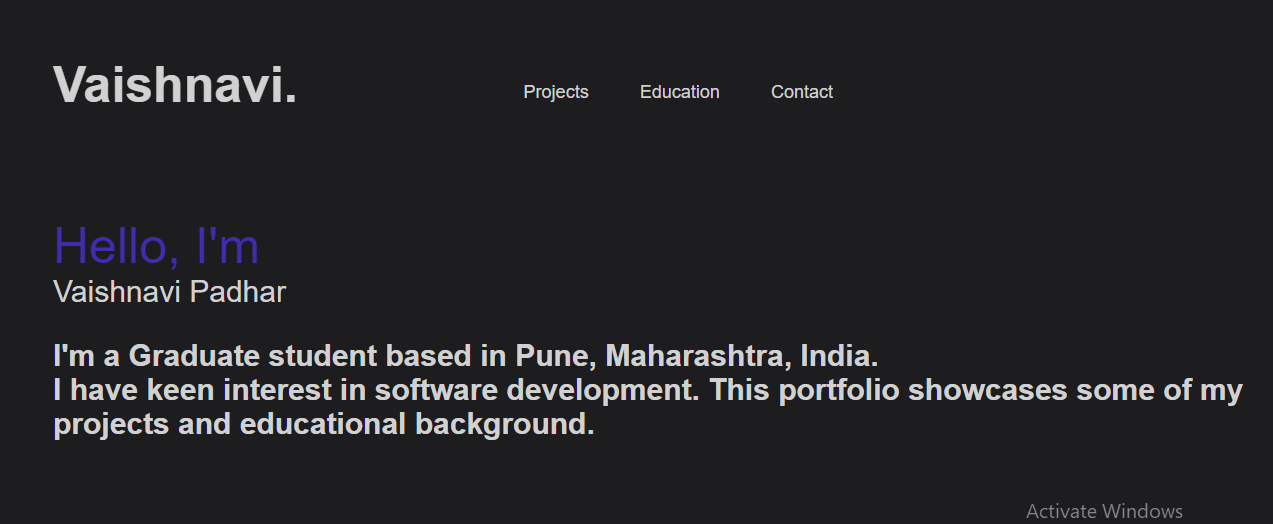 Vaishnavi.
Projects Education Contact
Hello, I'm
Vaishnavi Padhar
I'm a Graduate student based in Pune, Maharashtra, India.
I have keen interest in software development. This portfolio showcases some of my
projects and educational background.
Activate Windows